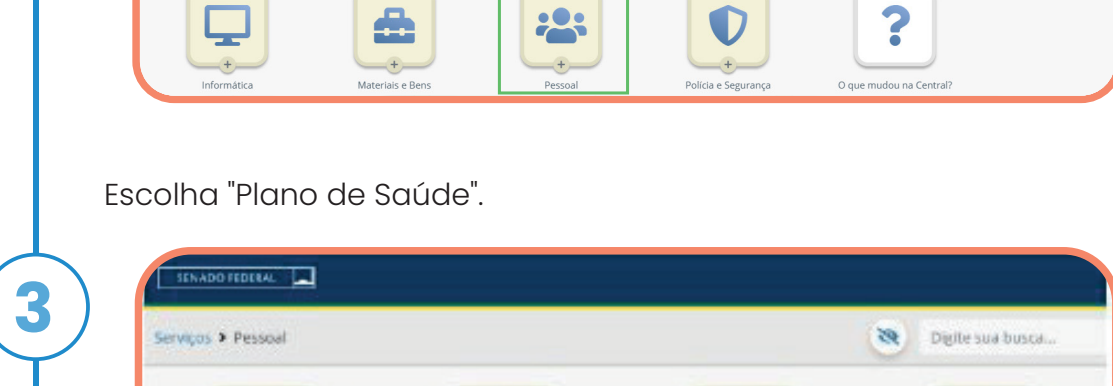 Informática
Materiais e Bens
Pessoal
Polícia e Segurança
O que mudou na Central?
Escolha "Plano de Saúde".
3
SENADO FEDERAL
Serviços > Pessoal
Digite sua busca...